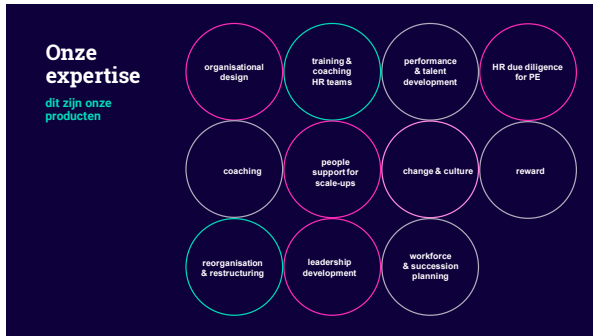 Onze
expertise
dit zijn onze
producten
organisational
design
training &
coaching
HR teams
performance
& talent
development
HR due diligence
for PE
coaching
people
support for
scale-ups
change & culture
reward
reorganisation
& restructuring
leadership
development
workforce
& succession
planning